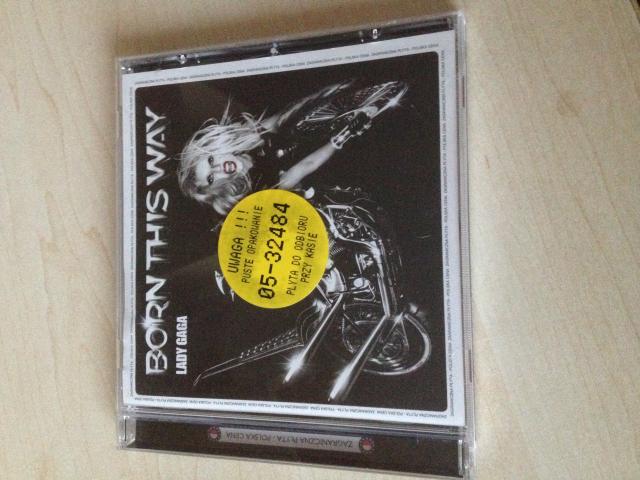 BORN THIS WAY
LADY GAGA
UWAGA !!!
PUSTE OPAKOWANIE
05-32484
PŁYTA DO ODBIORU
PRZY KASIE
ZAGRANICZNA PŁYTA - POLSKA CENA